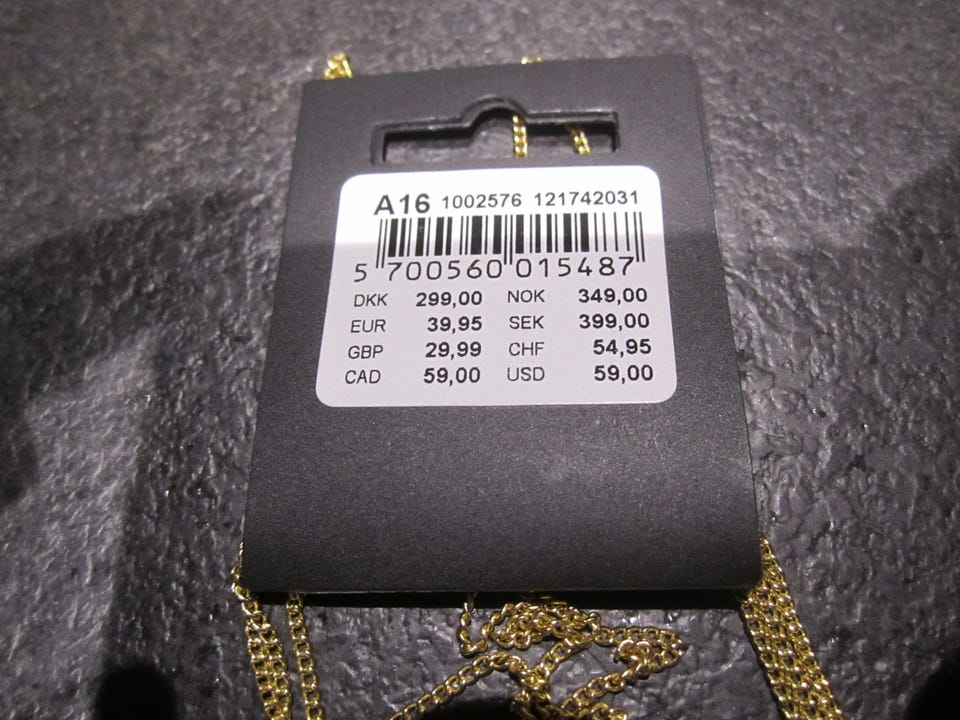 A16 1002576 121742031
5 700560 015487
DKK 299,00 NOK 349,00
EUR 39,95 SEK 399,00
GBP 29,99 CHF 54,95
CAD 59,00 USD 59,00